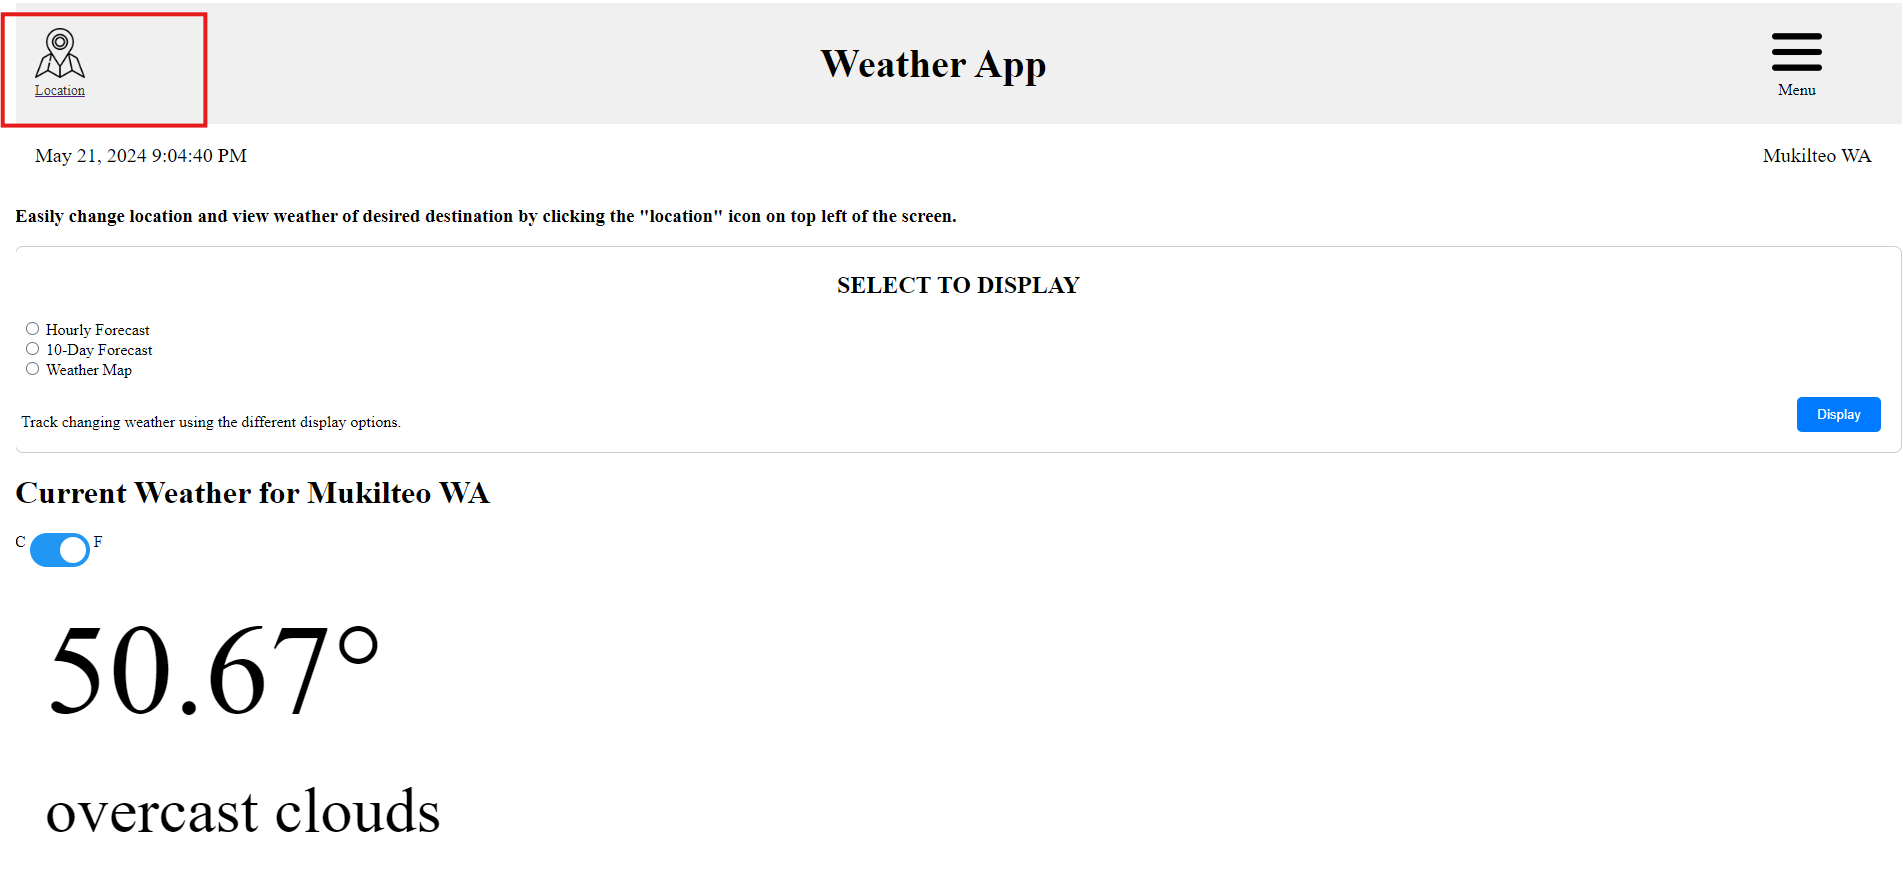 Location
Weather App
Menu
May 21, 2024 9:04:40 PM
Mukilteo WA
Easily change location and view weather of desired destination by clicking the "location" icon on top left of the screen.
SELECT TO DISPLAY
Hourly Forecast
10-Day Forecast
Weather Map
Track changing weather using the different display options.
Display
Current Weather for Mukilteo WA
C F
50.67°
overcast clouds